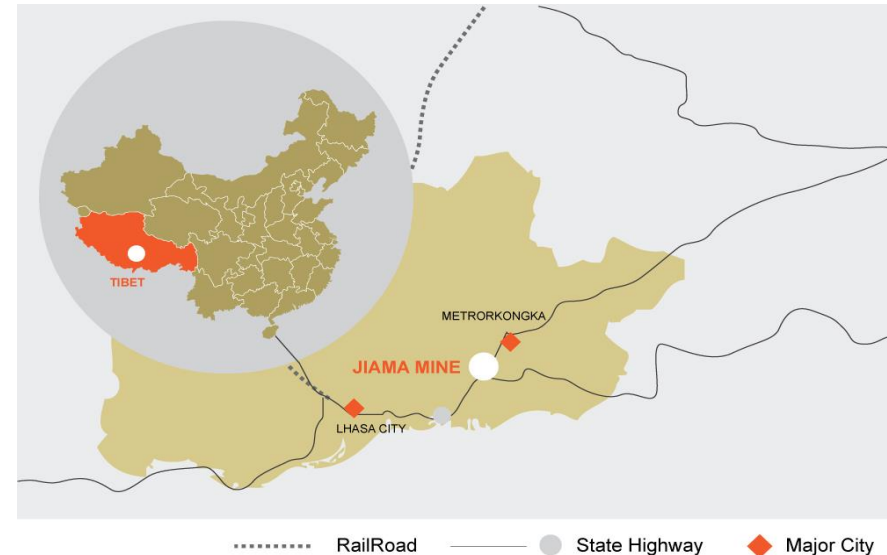 TIBET
METRORKONGKA
JIAMA MINE
LHASA CITY
RailRoad
State Highway
Major City